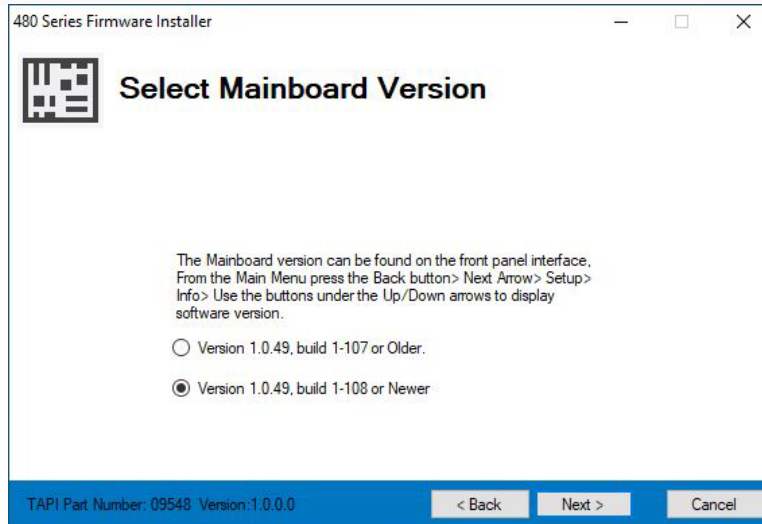 480 Series Firmware Installer
Select Mainboard Version
The Mainboard version can be found on the front panel interface,
From the Main Menu press the Back button> Next Arrow> Setup>
Info> Use the buttons under the Up/Down arrows to display
software version.
Version 1.0.49, build 1-107 or Older.
Version 1.0.49, build 1-108 or Newer
TAPI Part Number: 09548 Version:1.0.0.0
< Back
Next >
Cancel